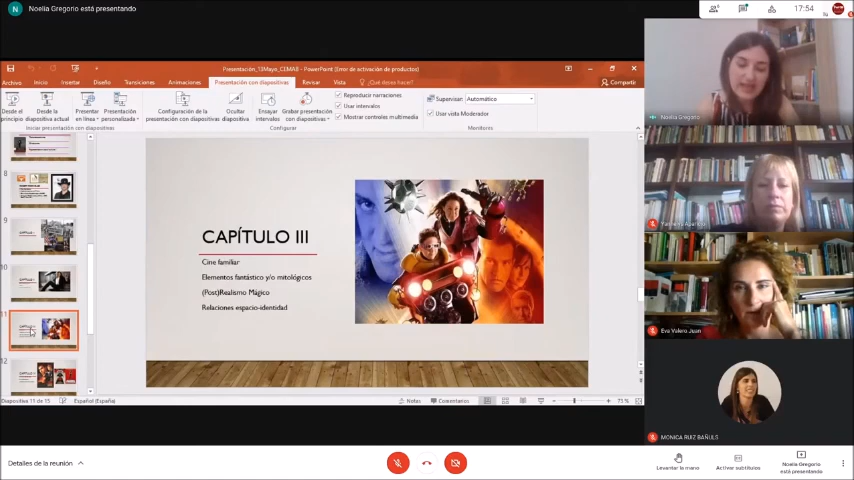 Noelia Gregorio está presentando
17:54
Presentación_13Mayo_CEMAB - PowerPoint (Error de activación de productos)
Archivo Inicio Insertar Diseño Transiciones Animaciones Presentación con diapositivas Revisar Vista ¿Qué desea hacer? Compartir
Desde el principio
Desde la diapositiva actual
Presentar en línea
Presentación personalizada
Configuración de la presentación con diapositivas
Ocultar diapositiva
Ensayar intervalos
Grabar presentación con diapositivas
Reproducir narraciones
Usar intervalos
Mostrar controles multimedia
Supervisar: Automático
Usar vista Moderador
Iniciar presentación con diapositivas
Configurar
Monitores
8
9
10
11
12
CAPÍTULO III
Cine familiar
Elementos fantástico y/o mitológicos
(Post)Realismo Mágico
Relaciones espacio-identidad
Diapositiva 11 de 15
Español (España)
Notas
Comentarios
73 %
Noelia Gregorio
Eva Valero Juan
MONICA RUIZ BAÑULS
Detalles de la reunión
Levantar la mano
Activar subtítulos
Noelia Gregorio
está presentando